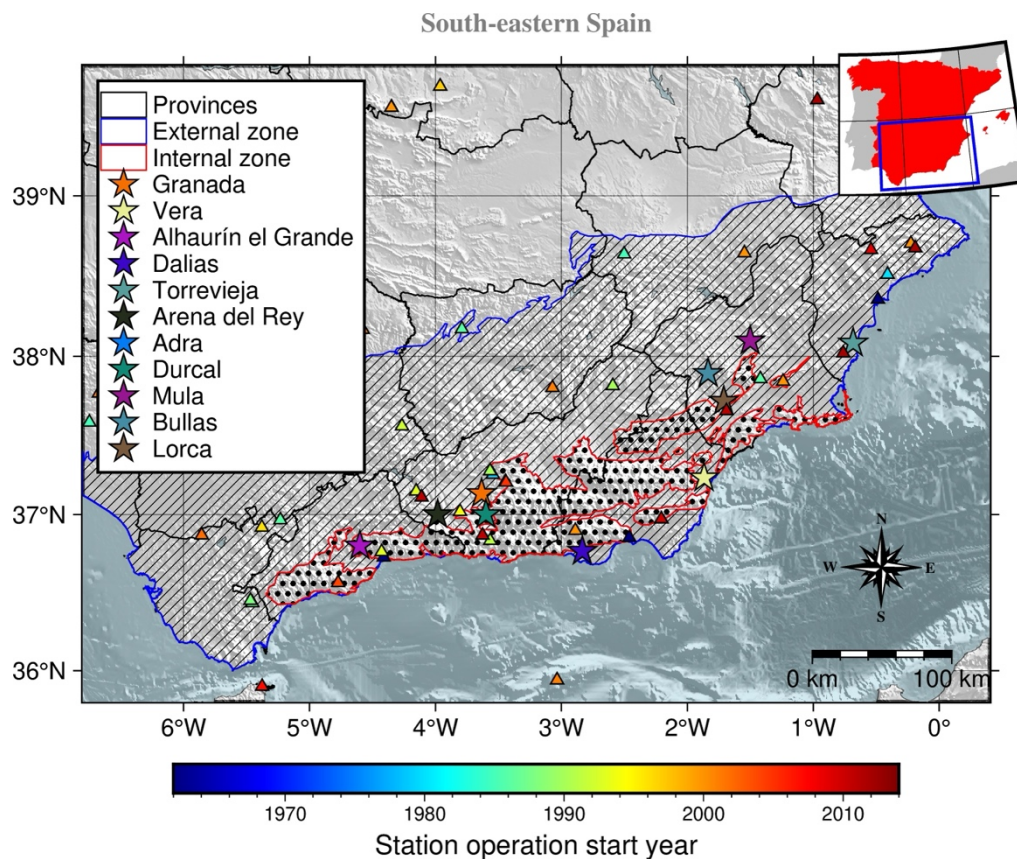 South-eastern Spain
Provinces
External zone
Internal zone
Granada
Vera
Alhaurín el Grande
Dalias
Torrevieja
Arena del Rey
Adra
Durcal
Mula
Bullas
Lorca
39°N
38°N
37°N
36°N
N
W E
S
0 km 100 km
6°W 5°W 4°W 3°W 2°W 1°W 0°
1970 1980 1990 2000 2010
Station operation start year